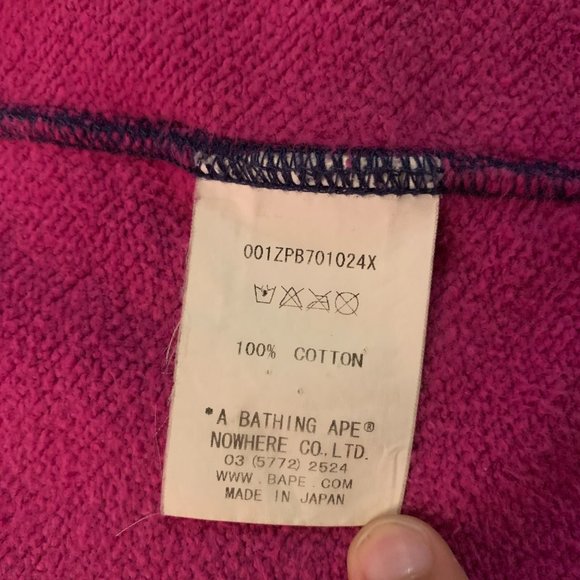 001ZPB701024X
100% COTTON
*A BATHING APE®
NOWHERE CO.,LTD.
03 (5772) 2524
WWW.BAPE.COM
MADE IN JAPAN